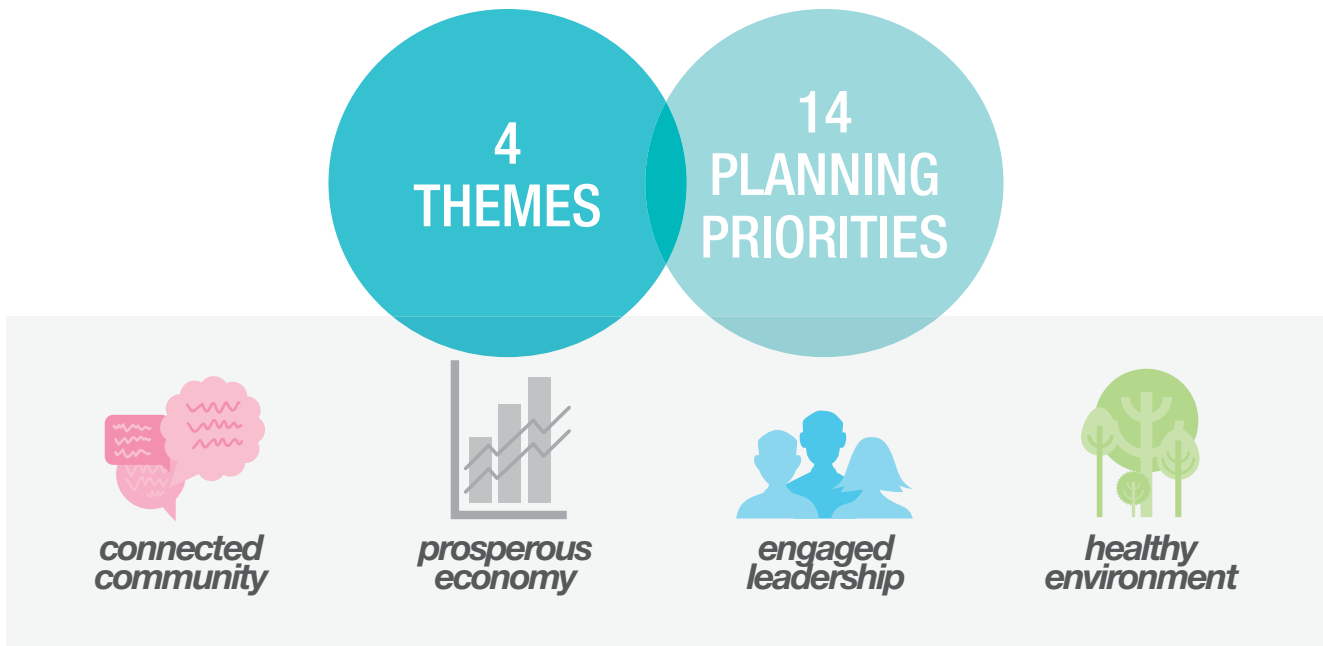 4
THEMES
14
PLANNING
PRIORITIES
connected
community
prosperous
economy
engaged
leadership
healthy
environment